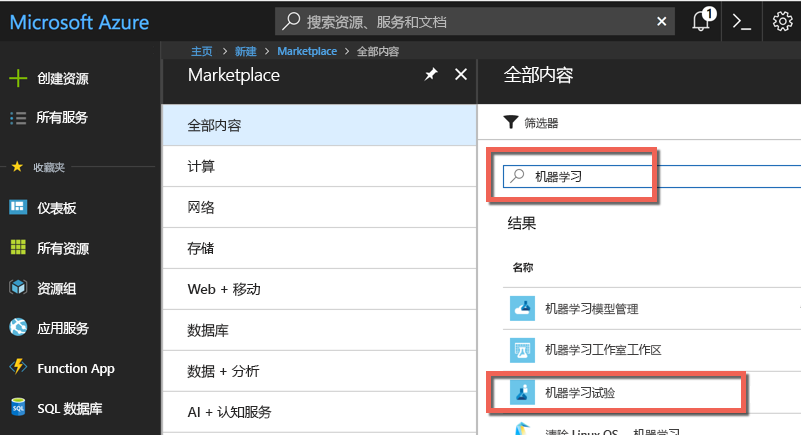 Microsoft Azure
搜索资源、服务和文档
1
主页 > 新建 > Marketplace > 全部内容
创建资源
所有服务
收藏夹
仪表板
所有资源
资源组
应用服务
Function App
SQL 数据库
Marketplace
全部内容
计算
网络
存储
Web + 移动
数据库
数据 + 分析
AI + 认知服务
全部内容
筛选器
机器学习
结果
名称
机器学习模型管理
机器学习工作室工作区
机器学习试验
清除 Linux OS
机器学习